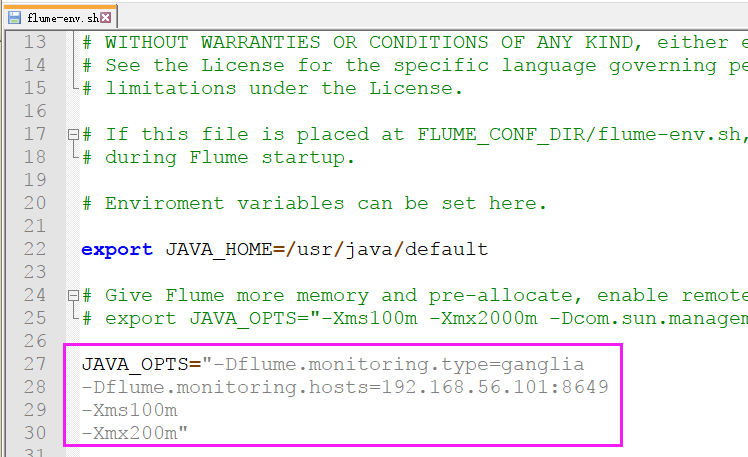 flume-env.sh
13 # WITHOUT WARRANTIES OR CONDITIONS OF ANY KIND, either e
14 # See the License for the specific language governing pe
15 # limitations under the License.
16
17 # If this file is placed at FLUME_CONF_DIR/flume-env.sh,
18 # during Flume startup.
19
20 # Enviroment variables can be set here.
21
22 export JAVA_HOME=/usr/java/default
23
24 # Give Flume more memory and pre-allocate, enable remote
25 # export JAVA_OPTS="-Xms100m -Xmx2000m -Dcom.sun.managem
26
27 JAVA_OPTS="-Dflume.monitoring.type=ganglia
28 -Dflume.monitoring.hosts=192.168.56.101:8649
29 -Xms100m
30 -Xmx200m"
31